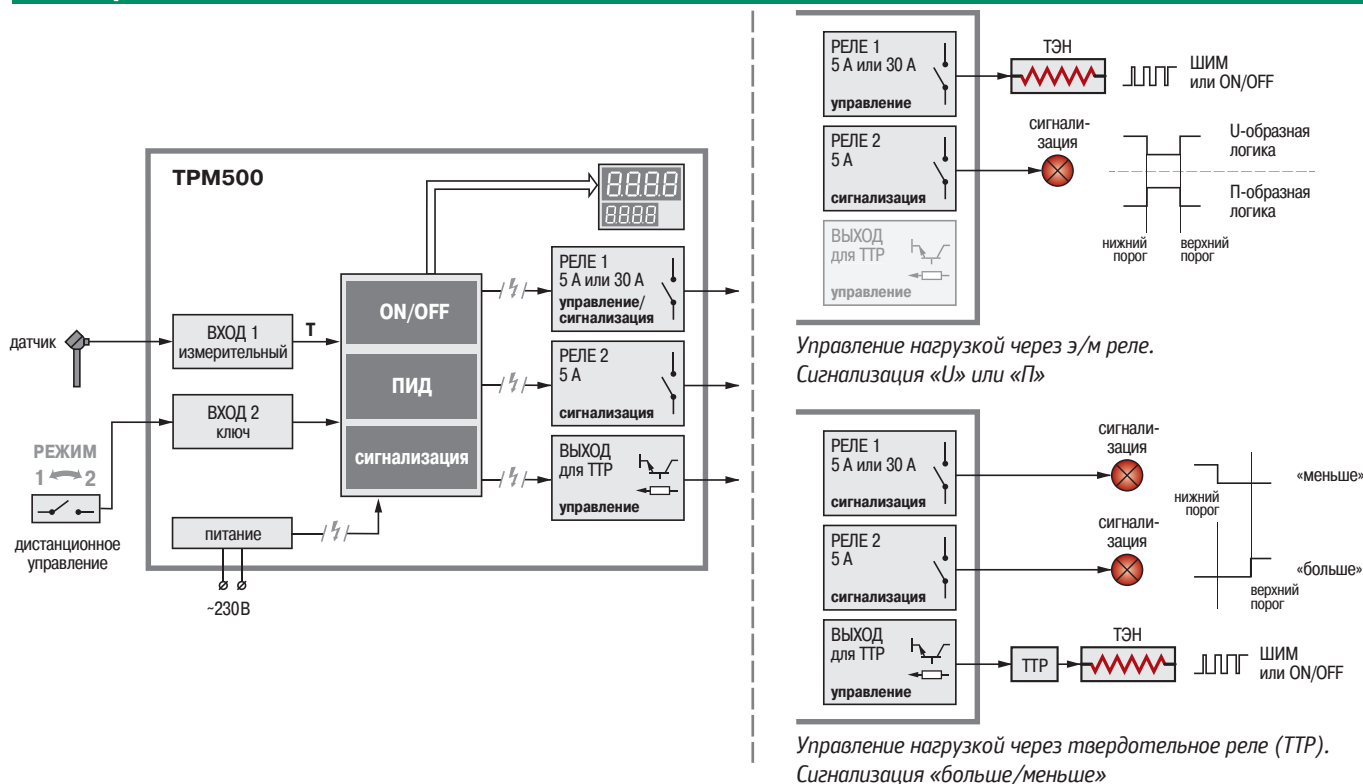 ТРМ500
8.8.8.8
8.8.8.8
датчик
ВХОД 1
измерительный
T
ВХОД 2
ключ
РЕЖИМ
1 2
дистанционное
управление
питание
~230 В
ON/OFF
ПИД
сигнализация
РЕЛЕ 1
5 А или 30 А
управление/
сигнализация
РЕЛЕ 2
5 А
сигнализация
ВЫХОД
для ТТР
управление
РЕЛЕ 1
5 А или 30 А
управление
ТЭН
ШИМ
или ON/OFF
РЕЛЕ 2
5 А
сигнализация
сигнали-
зация
U-образная
логика
П-образная
логика
нижний
порог
верхний
порог
ВЫХОД
для ТТР
управление
Управление нагрузкой через э/м реле.
Сигнализация «U» или «П»
РЕЛЕ 1
5 А или 30 А
сигнализация
сигнали-
зация
«меньше»
нижний
порог
РЕЛЕ 2
5 А
сигнализация
сигнали-
зация
«больше»
верхний
порог
ВЫХОД
для ТТР
управление
ТТР
ТЭН
ШИМ
или ON/OFF
Управление нагрузкой через твердотельное реле (ТТР).
Сигнализация «больше/меньше»